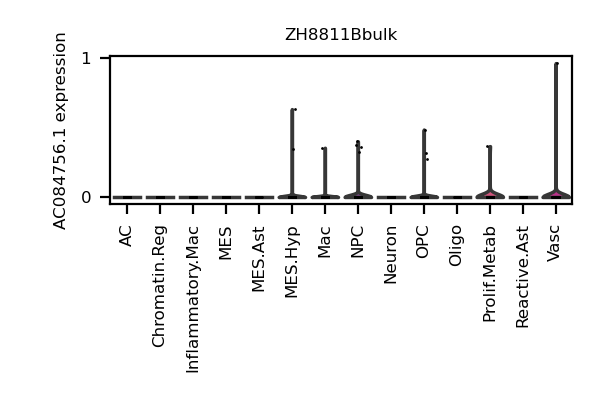 ZH8811Bbulk
AC084756.1 expression
1
0
AC
Chromatin.Reg
Inflammatory.Mac
MES
MES.Ast
MES.Hyp
Mac
NPC
Neuron
OPC
Oligo
Prolif.Metab
Reactive.Ast
Vasc